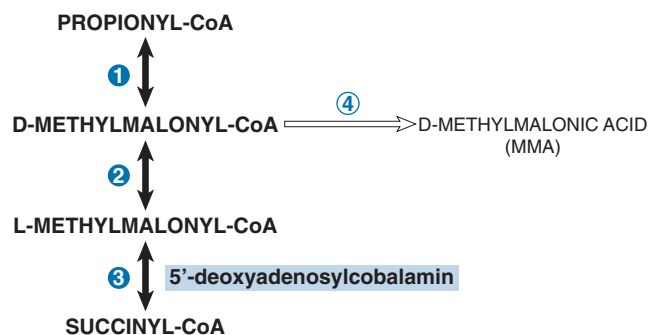 PROPIONYL-CoA
1
D-METHYLMALONYL-CoA
4
D-METHYLMALONIC ACID
(MMA)
2
L-METHYLMALONYL-CoA
3
5'-deoxyadenosylcobalamin
SUCCINYL-CoA